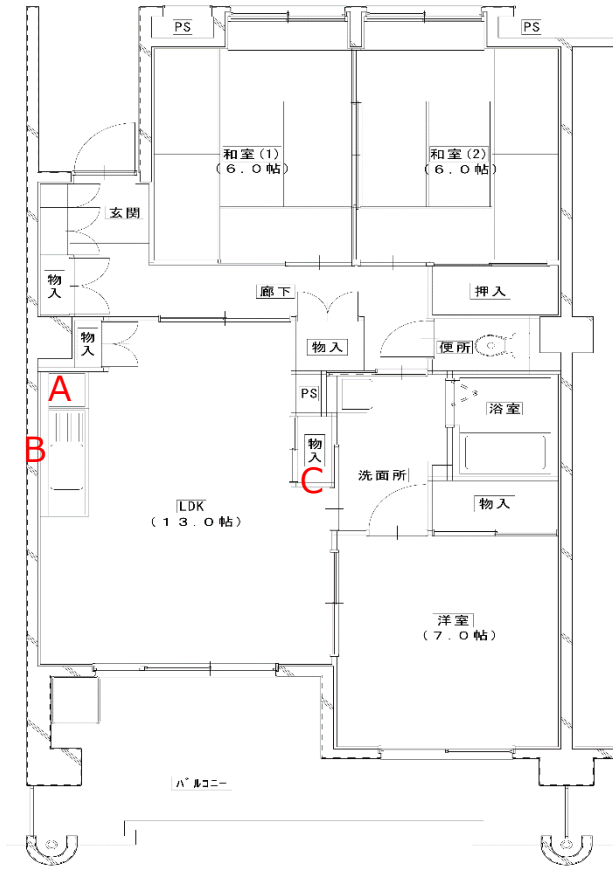 PS
PS
和室(1)
(6.0帖)
和室(2)
(6.0帖)
玄関
物入
廊下
押入
物入
物入
便所
A
PS
浴室
B
物入
C
洗面所
物入
LDK
(13.0帖)
洋室
(7.0帖)
バルコニー